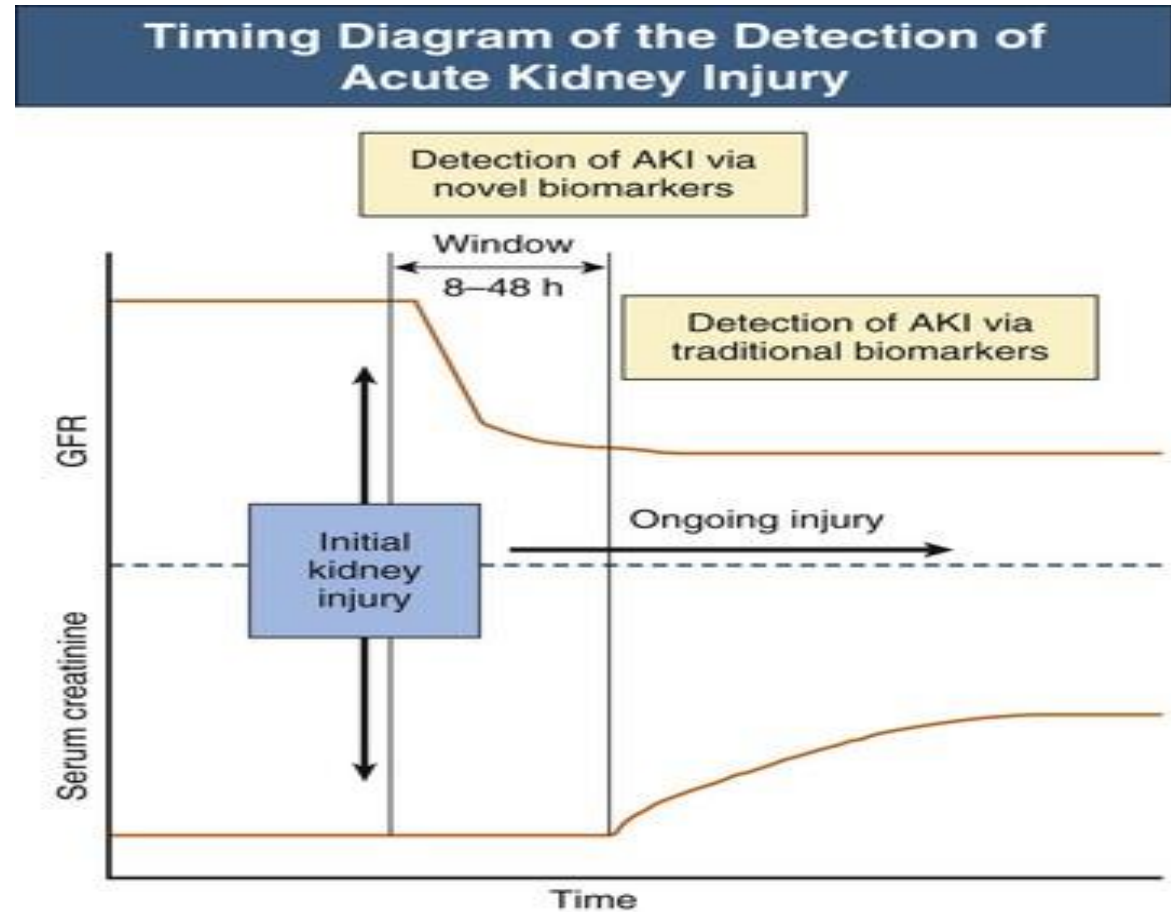 Timing Diagram of the Detection of
Acute Kidney Injury
Detection of AKI via
novel biomarkers
Window
8–48 h
Detection of AKI via
traditional biomarkers
GFR
Initial
kidney
injury
Ongoing injury
Serum creatinine
Time